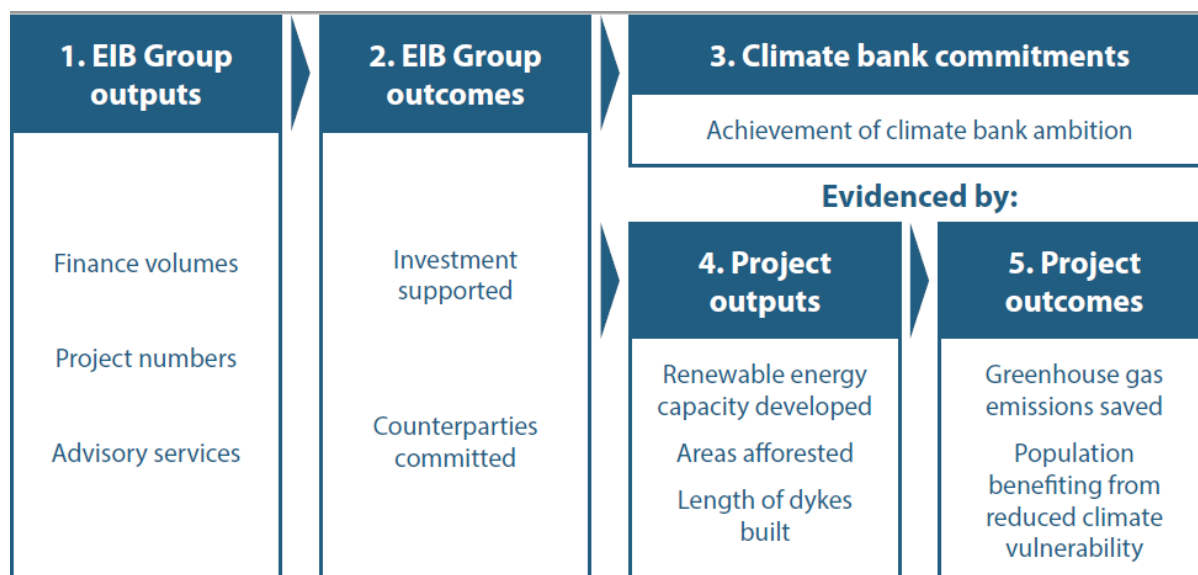 1. EIB Group
outputs
Finance volumes
Project numbers
Advisory services
2. EIB Group
outcomes
Investment
supported
Counterparties
committed
3. Climate bank commitments
Achievement of climate bank ambition
Evidenced by:
4. Project
outputs
Renewable energy
capacity developed
Areas afforested
Length of dykes
built
5. Project
outcomes
Greenhouse gas
emissions saved
Population
benefiting from
reduced climate
vulnerability